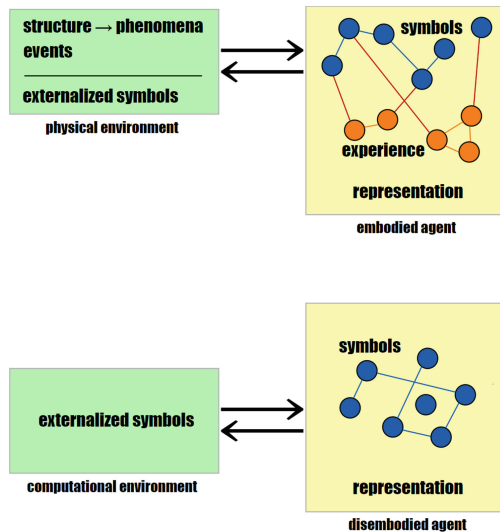 structure → phenomena
events
externalized symbols
physical environment
symbols
experience
representation
embodied agent
externalized symbols
computational environment
symbols
representation
disembodied agent